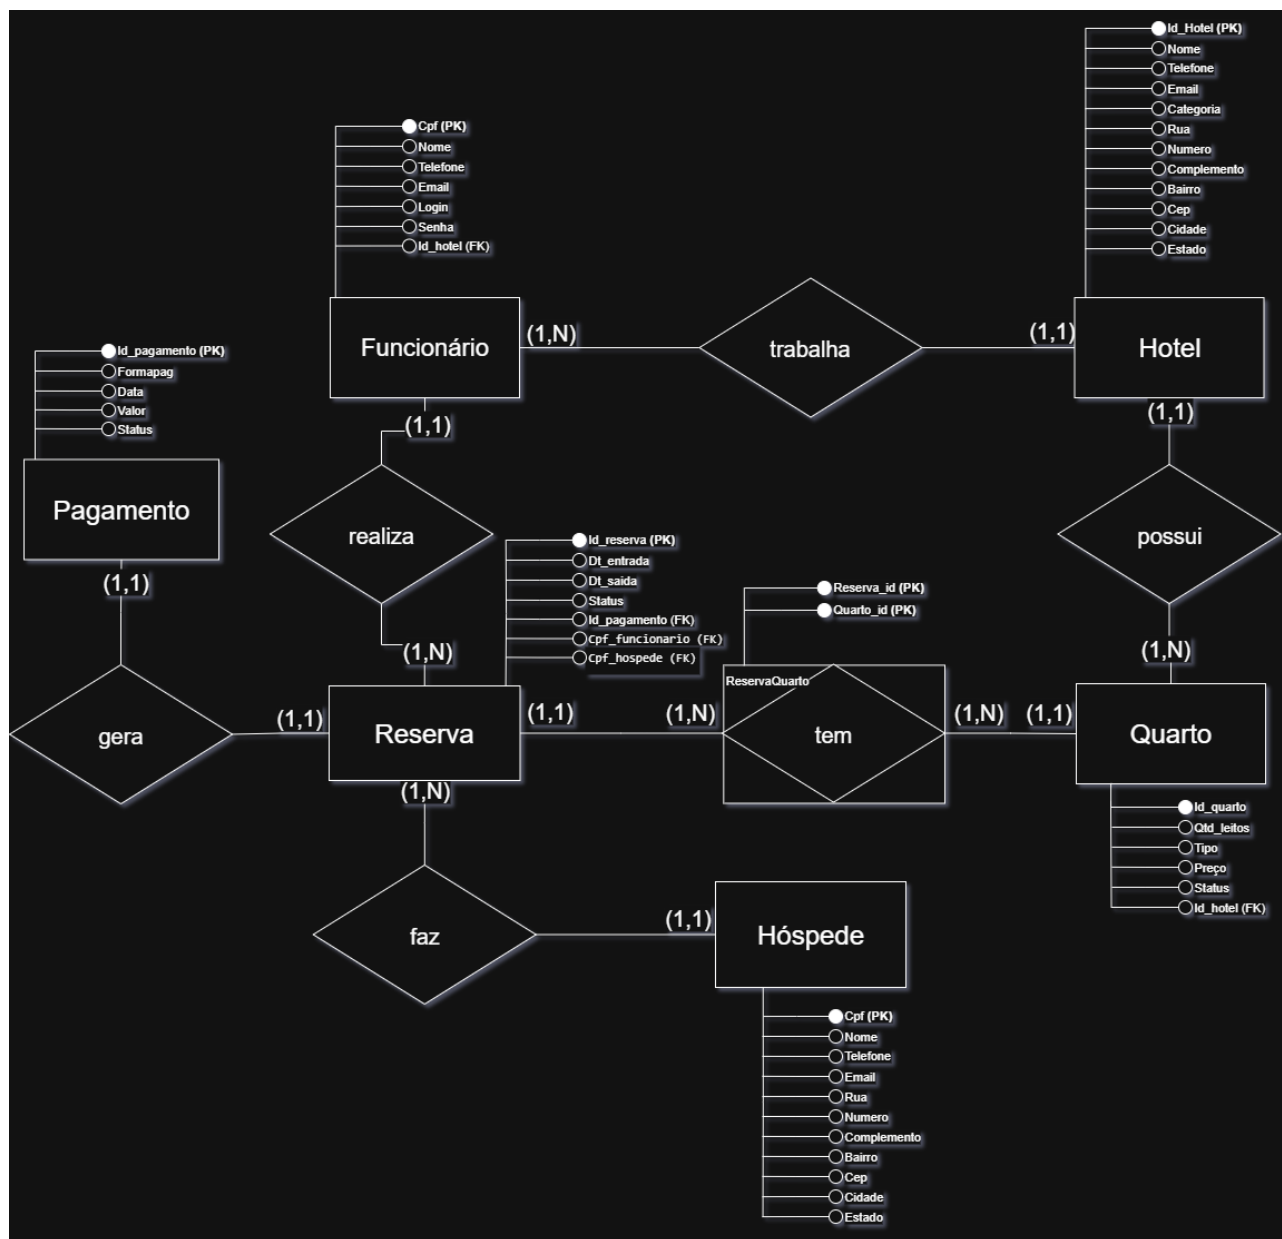 Id_Hotel (PK)
Nome
Telefone
Email
Categoria
Rua
Numero
Complemento
Bairro
Cep
Cidade
Estado
Cpf (PK)
Nome
Telefone
Email
Login
Senha
Id_hotel (FK)
Funcionário
(1,N)
trabalha
(1,1)
Hotel
(1,1)
(1,1)
Id_pagamento (PK)
Formapag
Data
Valor
Status
Pagamento
(1,1)
realiza
possui
Id_reserva (PK)
Dt_entrada
Dt_saida
Status
Id_pagamento (FK)
Cpf_funcionario (FK)
Cpf_hospede (FK)
Reserva_id (PK)
Quarto_id (PK)
(1,N)
(1,N)
ReservaQuarto
gera
(1,1)
Reserva
(1,1)
(1,N)
tem
(1,N)
(1,1)
Quarto
(1,N)
Id_quarto
Qtd_leitos
Tipo
Preço
Status
Id_hotel (FK)
faz
(1,1)
Hóspede
Cpf (PK)
Nome
Telefone
Email
Rua
Numero
Complemento
Bairro
Cep
Cidade
Estado